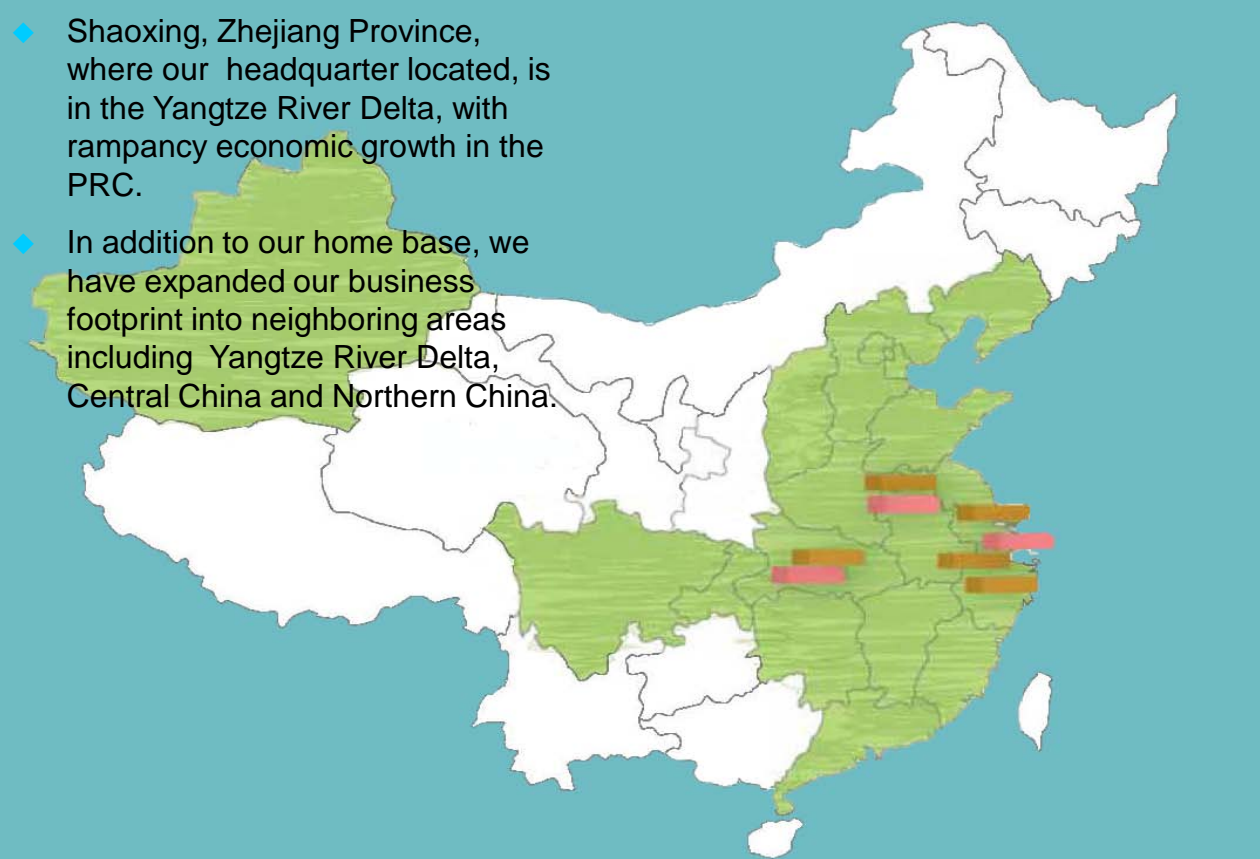 Shaoxing, Zhejiang Province,
where our  headquarter located, is
in the Yangtze River Delta, with
rampancy economic growth in the
PRC.
In addition to our home base, we
have expanded our business
footprint into neighboring areas
including  Yangtze River Delta,
Central China and Northern China.